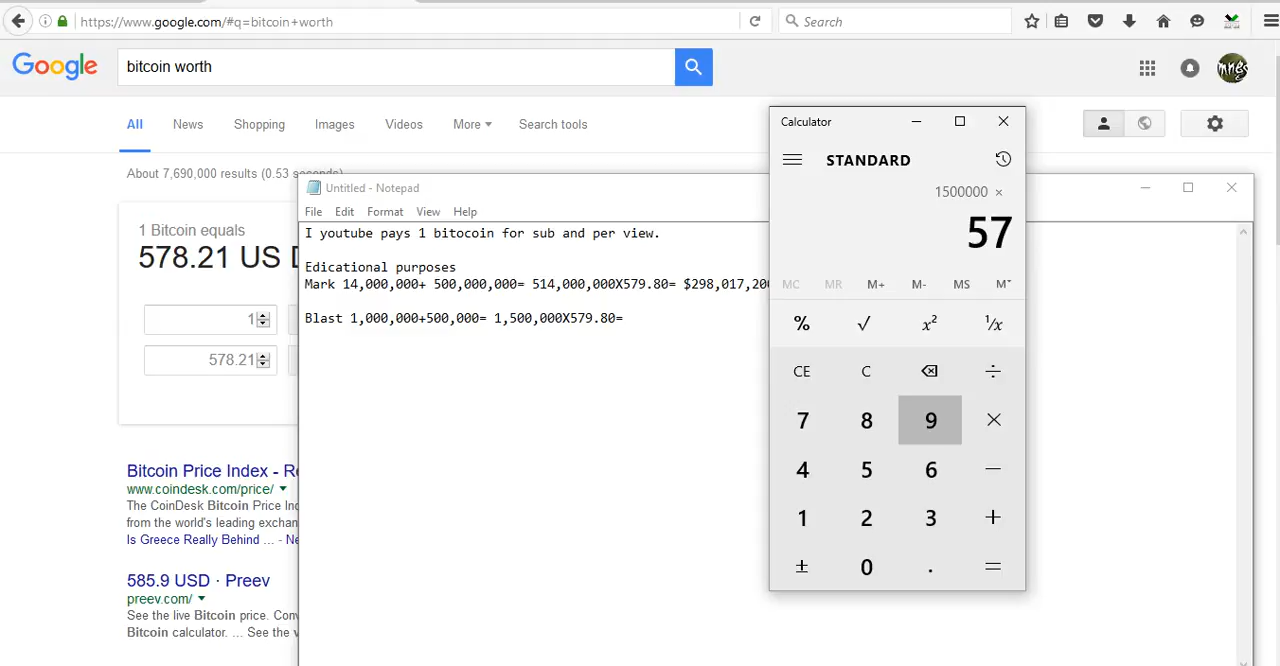 https://www.google.com/#q=bitcoin+worth
Search
Google
bitcoin worth
mngs
All News Shopping Images Videos More Search tools
About 7,690,000 results (0.53 seconds)
1 Bitcoin equals
578.21 US D
1
578.21
Bitcoin Price Index - Re
www.coindesk.com/price/
The CoinDesk Bitcoin Price Ind
from the world's leading exchan
Is Greece Really Behind ... - Ne
585.9 USD · Preev
preev.com/
See the live Bitcoin price. Conv
Bitcoin calculator. ... See the v
Untitled - Notepad
File Edit Format View Help
I youtube pays 1 bitocoin for sub and per view.
Edicational purposes
Mark 14,000,000+ 500,000,000= 514,000,000X579.80= $298,017,200
Blast 1,000,000+500,000= 1,500,000X579.80=
Calculator
STANDARD
1500000 ×
57
MC MR M+ M- MS M˅
% √ x² ¹/x
CE C ⌫ ÷
7 8 9 ×
4 5 6 −
1 2 3 +
± 0 . =